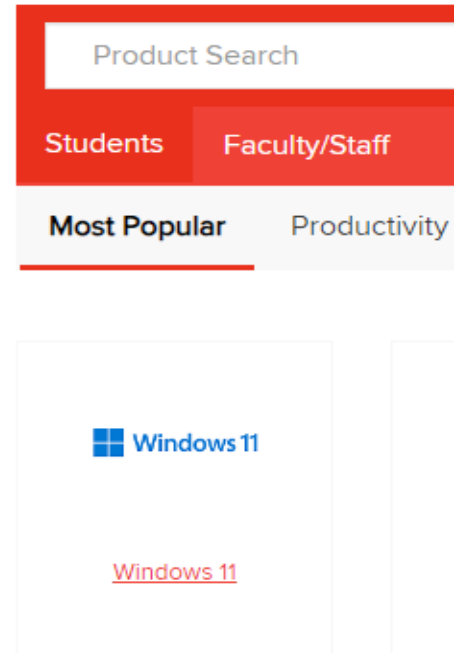 Product Search
Students Faculty/Staff
Most Popular Productivity
Windows 11
Windows 11